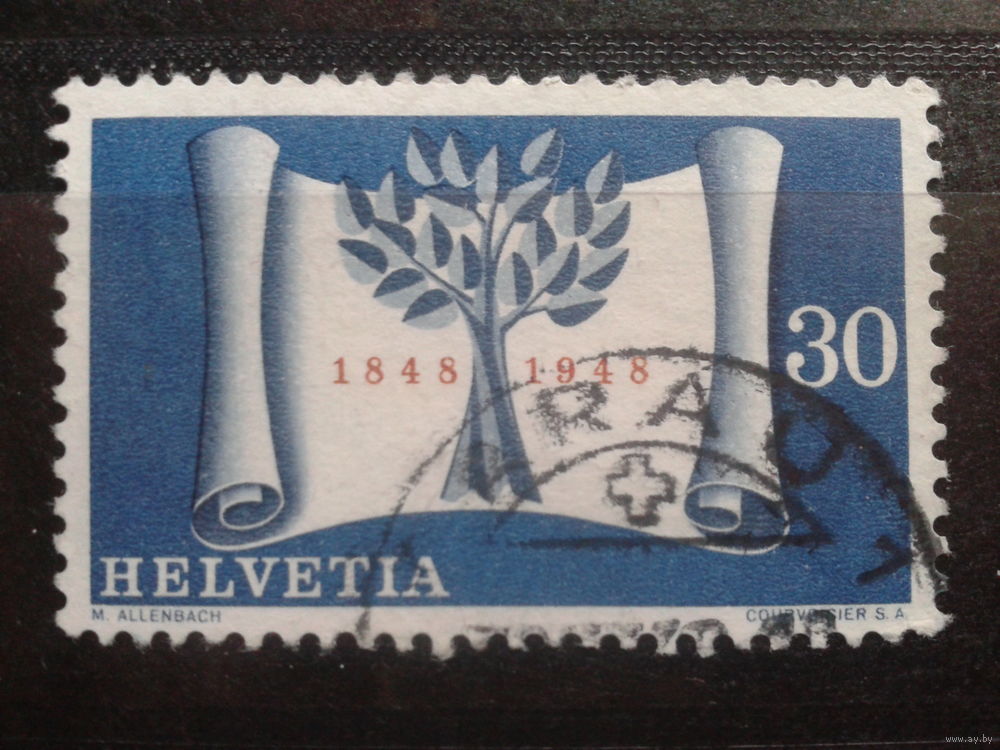 1848 1948
30
HELVETIA
M. ALLENBACH
COURVOISIER S. A.
www.ay.by